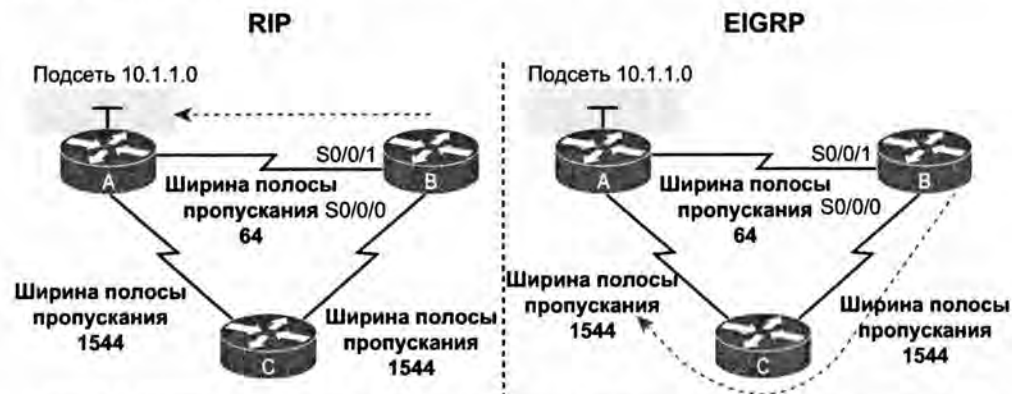 RIP
Подсеть 10.1.1.0
S0/0/1
A
B
Ширина полосы
пропускания S0/0/0
64
Ширина полосы
пропускания
1544
Ширина полосы
пропускания
1544
C
EIGRP
Подсеть 10.1.1.0
S0/0/1
A
B
Ширина полосы
пропускания S0/0/0
64
Ширина полосы
пропускания
1544
Ширина полосы
пропускания
1544
C